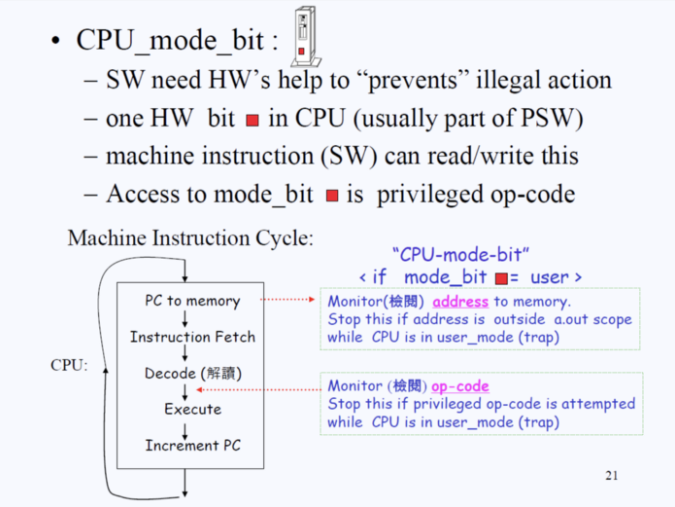 • CPU_mode_bit :
– SW need HW's help to “prevents” illegal action
– one HW bit ■ in CPU (usually part of PSW)
– machine instruction (SW) can read/write this
– Access to mode_bit ■ is privileged op-code
Machine Instruction Cycle:
“CPU-mode-bit”
< if mode_bit ■= user >
CPU:
PC to memory
Instruction Fetch
Decode (解讀)
Execute
Increment PC
Monitor(檢閱) address to memory.
Stop this if address is outside a.out scope
while CPU is in user_mode (trap)
Monitor (檢閱) op-code
Stop this if privileged op-code is attempted
while CPU is in user_mode (trap)
21